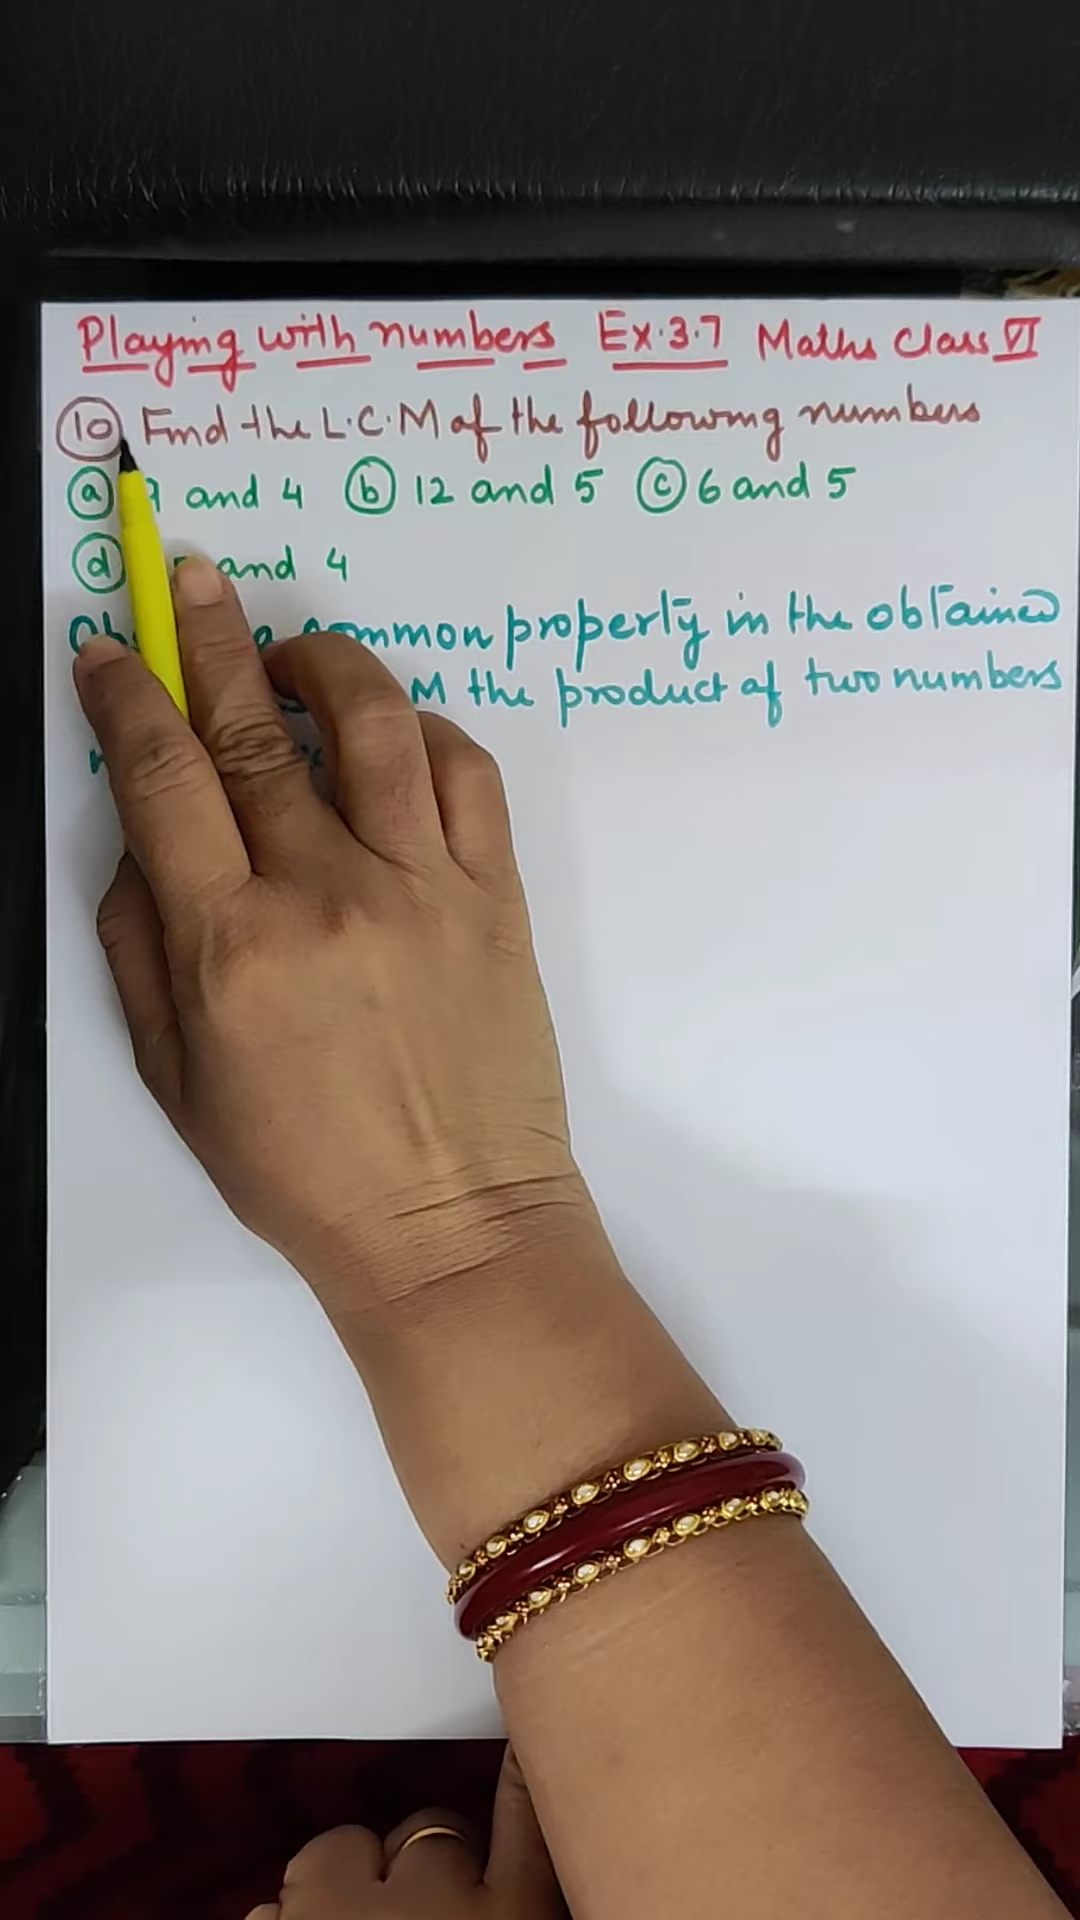 Playing with numbers Ex.3.7 Maths Class VI
10 Find the L.C.M of the following numbers
a 9 and 4 b 12 and 5 c 6 and 5
d and 4
a common property in the obtained
M the product of two numbers